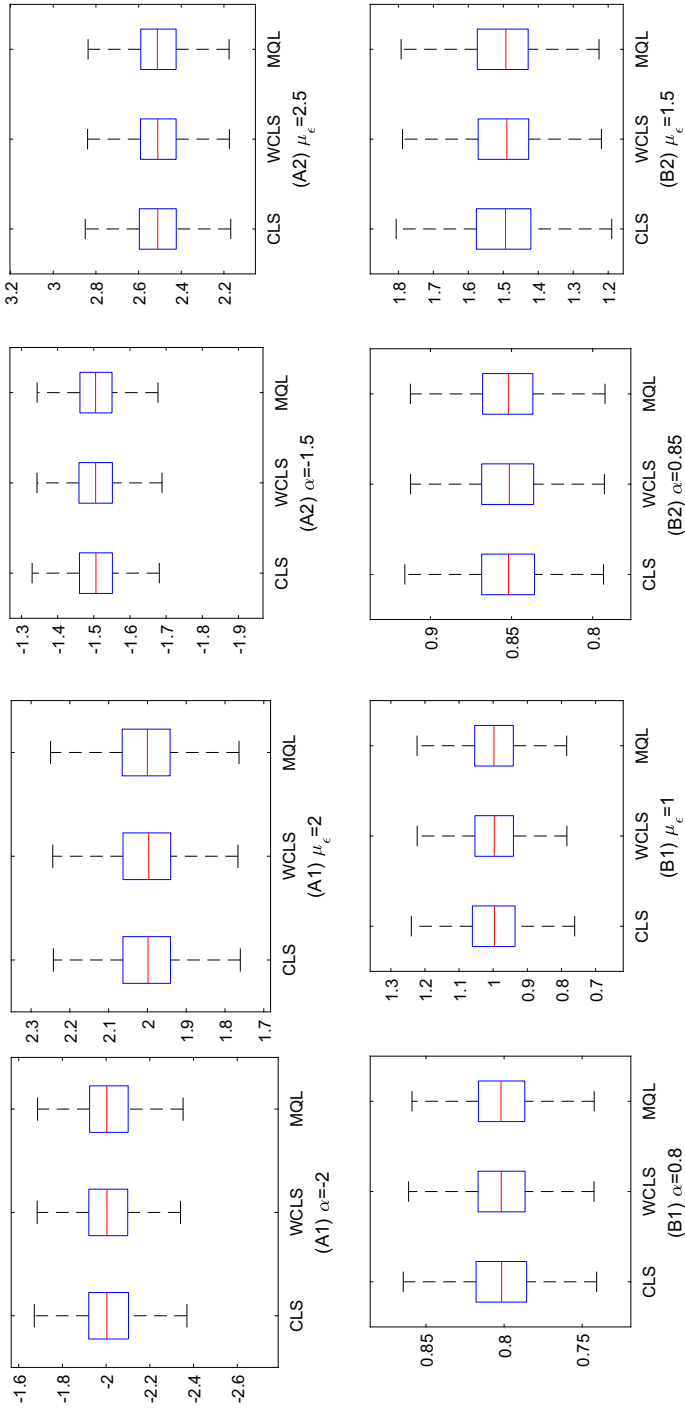 -1.6
-1.8
-2
-2.2
-2.4
-2.6
CLS WCLS MQL
(A1) α=-2
2.3
2.2
2.1
2
1.9
1.8
1.7
CLS WCLS MQL
(A1) μϵ=2
-1.3
-1.4
-1.5
-1.6
-1.7
-1.8
-1.9
CLS WCLS MQL
(A2) α=-1.5
3.2
3
2.8
2.6
2.4
2.2
CLS WCLS MQL
(A2) μϵ=2.5
0.85
0.8
0.75
CLS WCLS MQL
(B1) α=0.8
1.3
1.2
1.1
1
0.9
0.8
0.7
CLS WCLS MQL
(B1) μϵ=1
0.9
0.85
0.8
CLS WCLS MQL
(B2) α=0.85
1.8
1.7
1.6
1.5
1.4
1.3
1.2
CLS WCLS MQL
(B2) μϵ=1.5